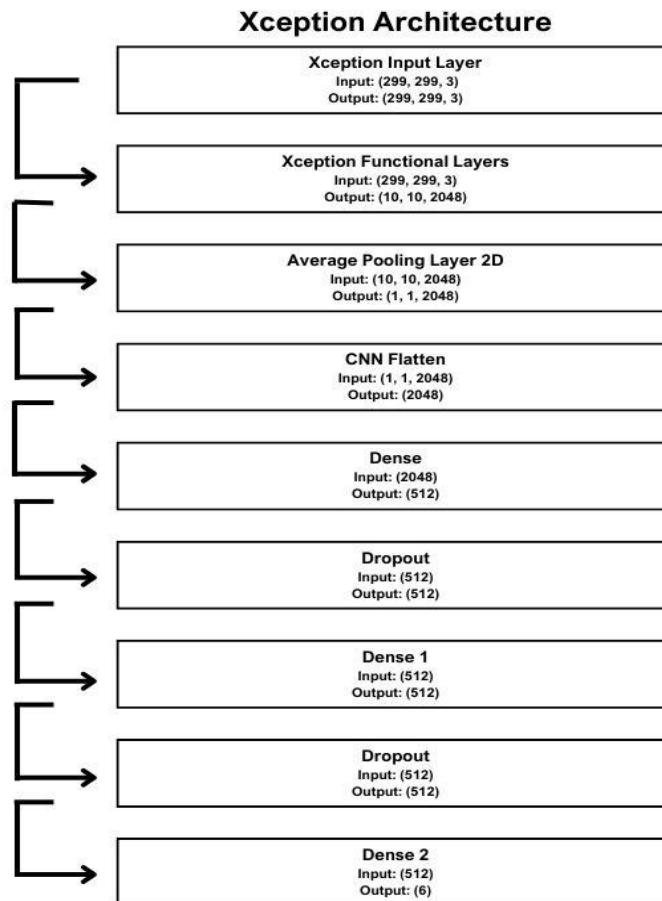 Xception Architecture
Xception Input Layer
Input: (299, 299, 3)
Output: (299, 299, 3)
Xception Functional Layers
Input: (299, 299, 3)
Output: (10, 10, 2048)
Average Pooling Layer 2D
Input: (10, 10, 2048)
Output: (1, 1, 2048)
CNN Flatten
Input: (1, 1, 2048)
Output: (2048)
Dense
Input: (2048)
Output: (512)
Dropout
Input: (512)
Output: (512)
Dense 1
Input: (512)
Output: (512)
Dropout
Input: (512)
Output: (512)
Dense 2
Input: (512)
Output: (6)